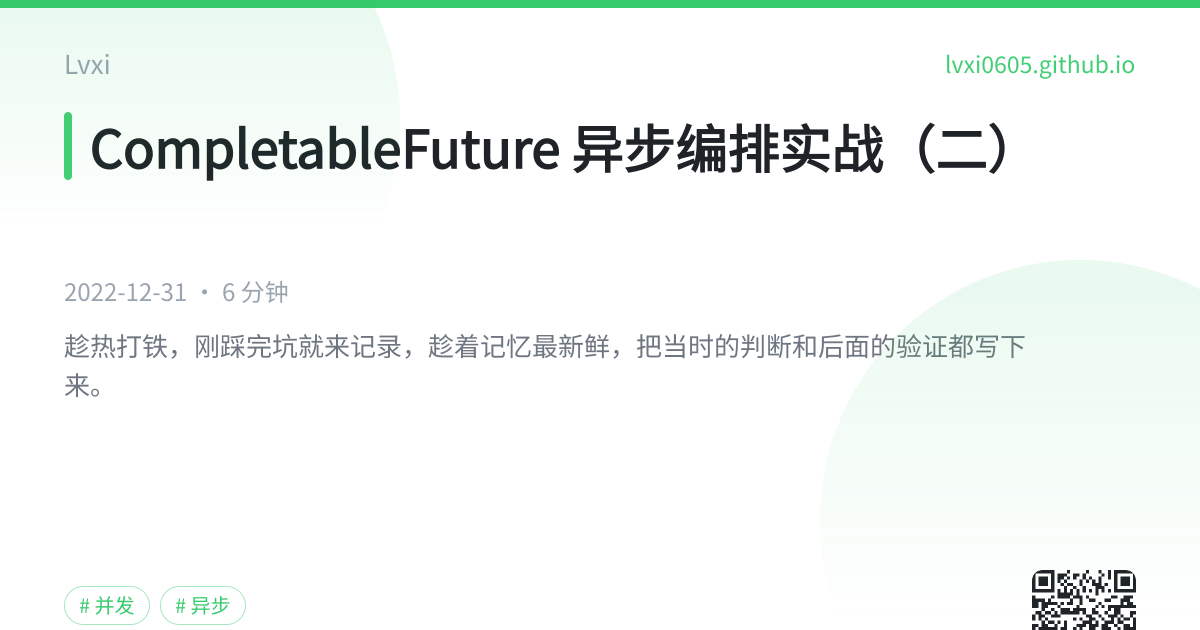 Lvxi
lvxi0605.github.io
CompletableFuture 异步编排实战（二）
2022-12-31 · 6 分钟
趁热打铁，刚踩完坑就来记录，趁着记忆最新鲜，把当时的判断和后面的验证都写下
来。
# 并发
# 异步